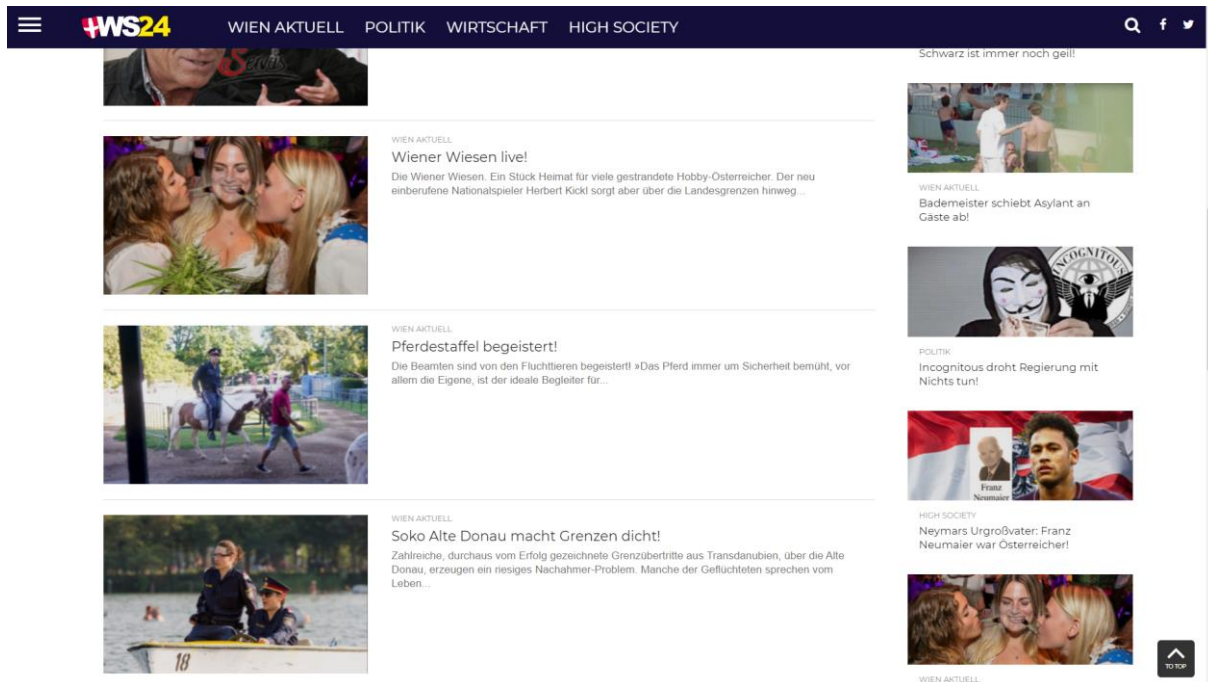 WS24
WIEN AKTUELL POLITIK WIRTSCHAFT HIGH SOCIETY
Servus
WIEN AKTUELL
Wiener Wiesen live!
Die Wiener Wiesen. Ein Stück Heimat für viele gestrandete Hobby-Österreicher. Der neu
einberufene Nationalspieler Herbert Kickl sorgt aber über die Landesgrenzen hinweg...
WIEN AKTUELL
Pferdestaffel begeistert!
Die Beamten sind von den Fluchttieren begeistert! »Das Pferd immer um Sicherheit bemüht, vor
allem die Eigene, ist der ideale Begleiter für...
WIEN AKTUELL
Soko Alte Donau macht Grenzen dicht!
Zahlreiche, durchaus vom Erfolg gezeichnete Grenzübertritte aus Transdanubien, über die Alte
Donau, erzeugen ein riesiges Nachahmer-Problem. Manche der Geflüchteten sprechen vom
Leben...
18
Schwarz ist immer noch geil!
WIEN AKTUELL
Bademeister schiebt Asylant an
Gäste ab!
INCOGNITOUS
POLITIK
Incognitous droht Regierung mit
Nichts tun!
Franz
Neumaier
HIGH SOCIETY
Neymars Urgroßvater: Franz
Neumaier war Österreicher!
WIEN AKTUELL
TO TOP